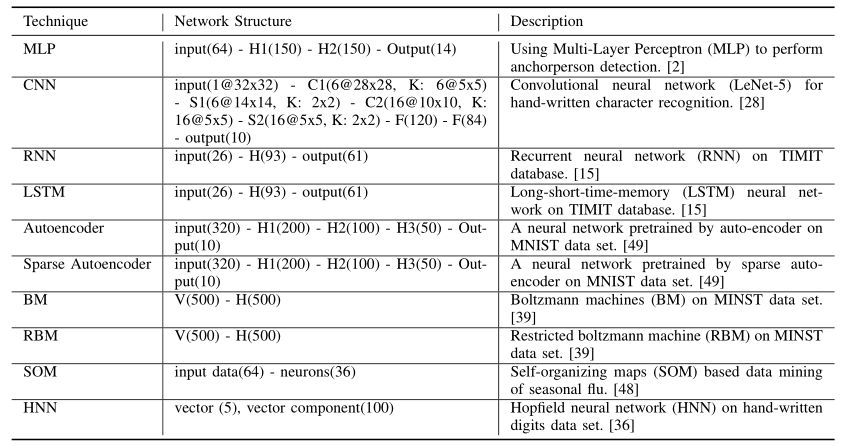 Technique Network Structure Description
MLP input(64) - H1(150) - H2(150) - Output(14) Using Multi-Layer Perceptron (MLP) to perform
anchorperson detection. [2]
CNN input(1@32x32) - C1(6@28x28, K: 6@5x5) Convolutional neural network (LeNet-5) for
- S1(6@14x14, K: 2x2) - C2(16@10x10, K: hand-written character recognition. [28]
16@5x5) - S2(16@5x5, K: 2x2) - F(120) - F(84)
- output(10)
RNN input(26) - H(93) - output(61) Recurrent neural network (RNN) on TIMIT
database. [15]
LSTM input(26) - H(93) - output(61) Long-short-time-memory (LSTM) neural net-
work on TIMIT database. [15]
Autoencoder input(320) - H1(200) - H2(100) - H3(50) - Out- A neural network pretrained by auto-encoder on
put(10) MNIST data set. [49]
Sparse Autoencoder input(320) - H1(200) - H2(100) - H3(50) - Out- A neural network pretrained by sparse auto-
put(10) encoder on MNIST data set. [49]
BM V(500) - H(500) Boltzmann machines (BM) on MINST data set.
[39]
RBM V(500) - H(500) Restricted boltzmann machine (RBM) on MINST
data set. [39]
SOM input data(64) - neurons(36) Self-organizing maps (SOM) based data mining
of seasonal flu. [48]
HNN vector (5), vector component(100) Hopfield neural network (HNN) on hand-written
digits data set. [36]